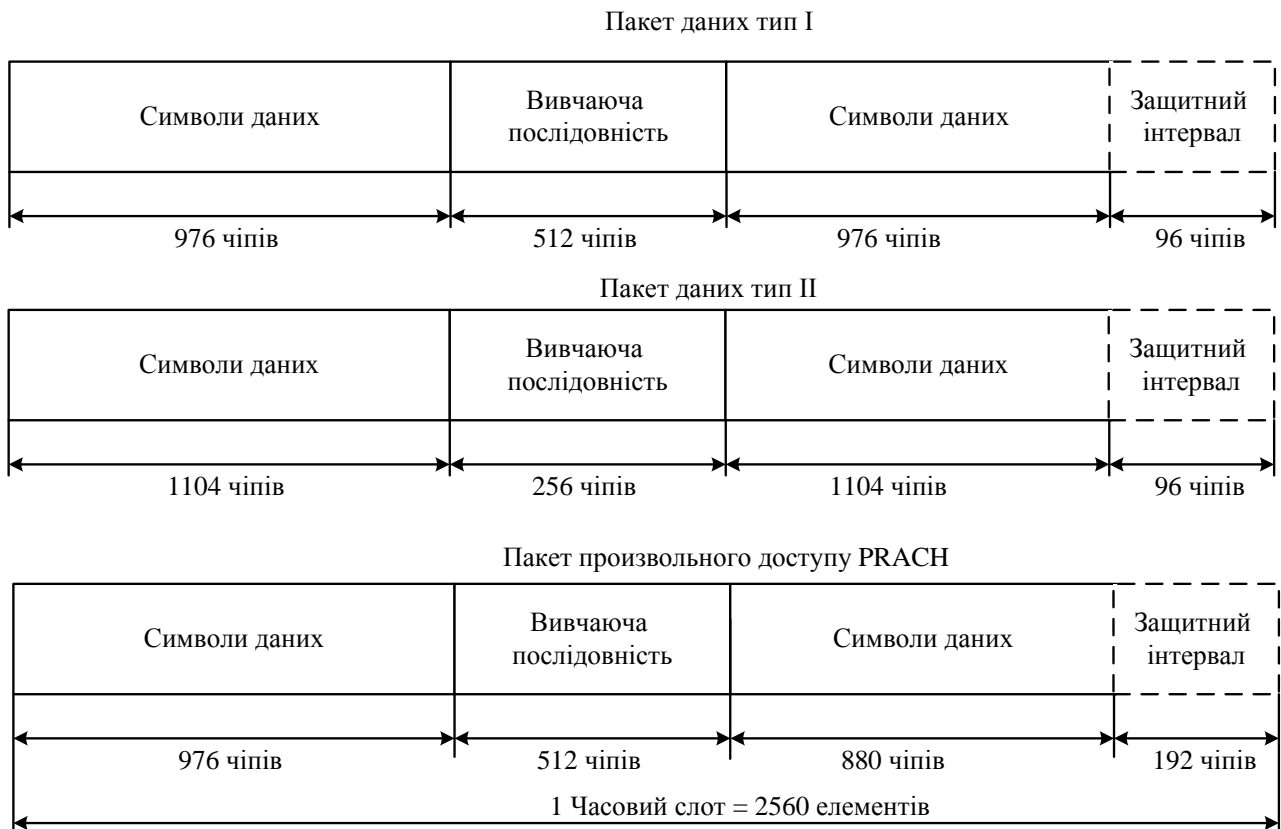 Пакет даних тип I
Символи даних
Вивчаюча
послідовність
Символи даних
Защитний
інтервал
976 чіпів
512 чіпів
976 чіпів
96 чіпів
Пакет даних тип II
Символи даних
Вивчаюча
послідовність
Символи даних
Защитний
інтервал
1104 чіпів
256 чіпів
1104 чіпів
96 чіпів
Пакет произвольного доступу PRACH
Символи даних
Вивчаюча
послідовність
Символи даних
Защитний
інтервал
976 чіпів
512 чіпів
880 чіпів
192 чіпів
1 Часовий слот = 2560 елементів